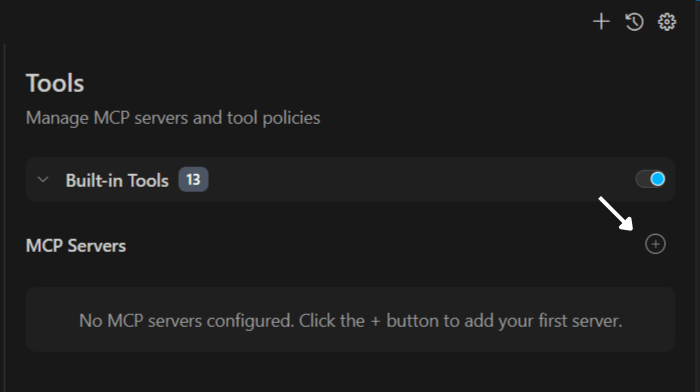 Tools
Manage MCP servers and tool policies
Built-in Tools 13
MCP Servers
No MCP servers configured. Click the + button to add your first server.